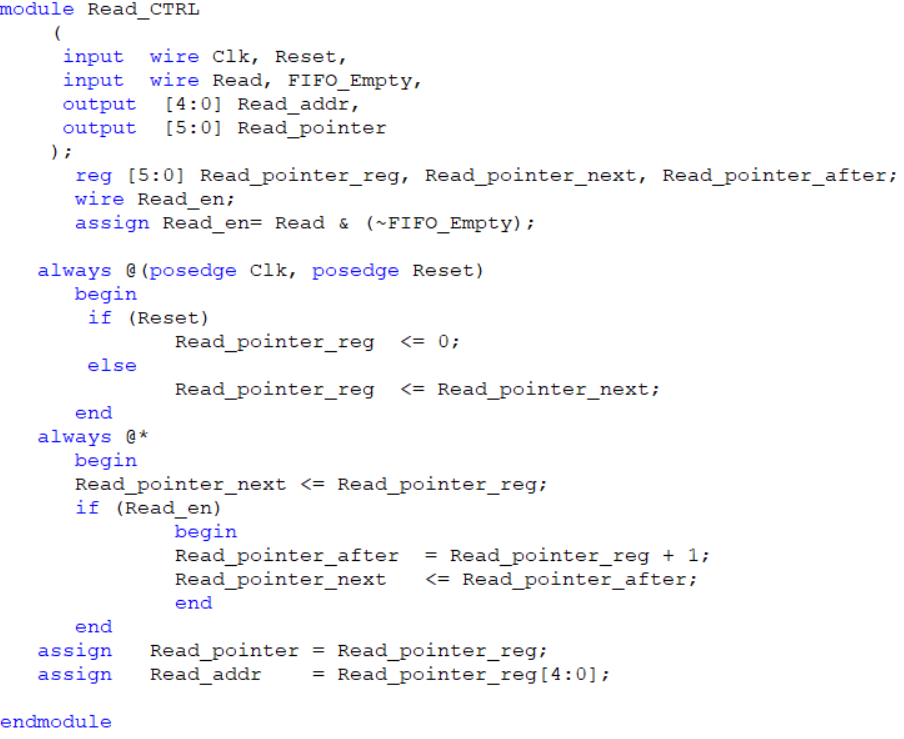 module Read_CTRL
(
input wire Clk, Reset,
input wire Read, FIFO_Empty,
output [4:0] Read_addr,
output [5:0] Read_pointer
);
reg [5:0] Read_pointer_reg, Read_pointer_next, Read_pointer_after;
wire Read_en;
assign Read_en= Read & (~FIFO_Empty);
always @(posedge Clk, posedge Reset)
begin
if (Reset)
Read_pointer_reg <= 0;
else
Read_pointer_reg <= Read_pointer_next;
end
always @*
begin
Read_pointer_next <= Read_pointer_reg;
if (Read_en)
begin
Read_pointer_after = Read_pointer_reg + 1;
Read_pointer_next <= Read_pointer_after;
end
end
assign Read_pointer = Read_pointer_reg;
assign Read_addr = Read_pointer_reg[4:0];
endmodule